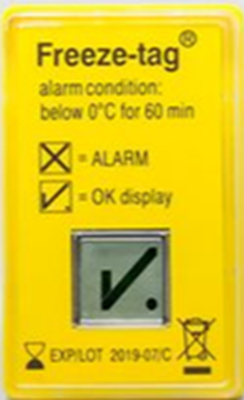 Freeze-tag®
alarm condition:
below 0°C for 60 min
= ALARM
= OK display
EXP/LOT 2019-07/C